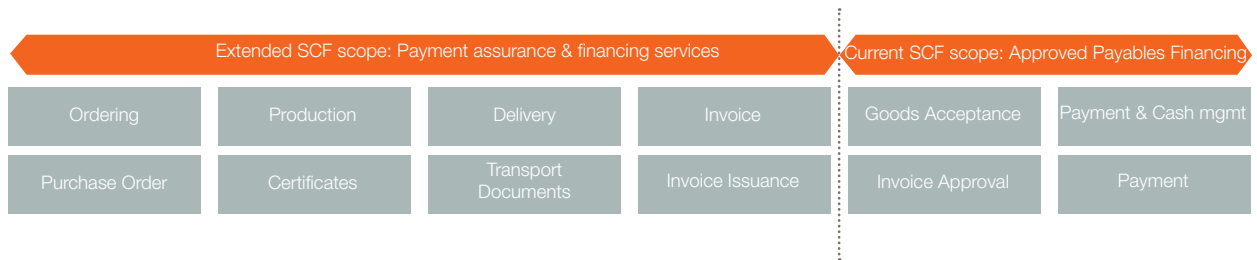 Extended SCF scope: Payment assurance & financing services
Current SCF scope: Approved Payables Financing
Ordering
Production
Delivery
Invoice
Goods Acceptance
Payment & Cash mgmt
Purchase Order
Certificates
Transport
Documents
Invoice Issuance
Invoice Approval
Payment